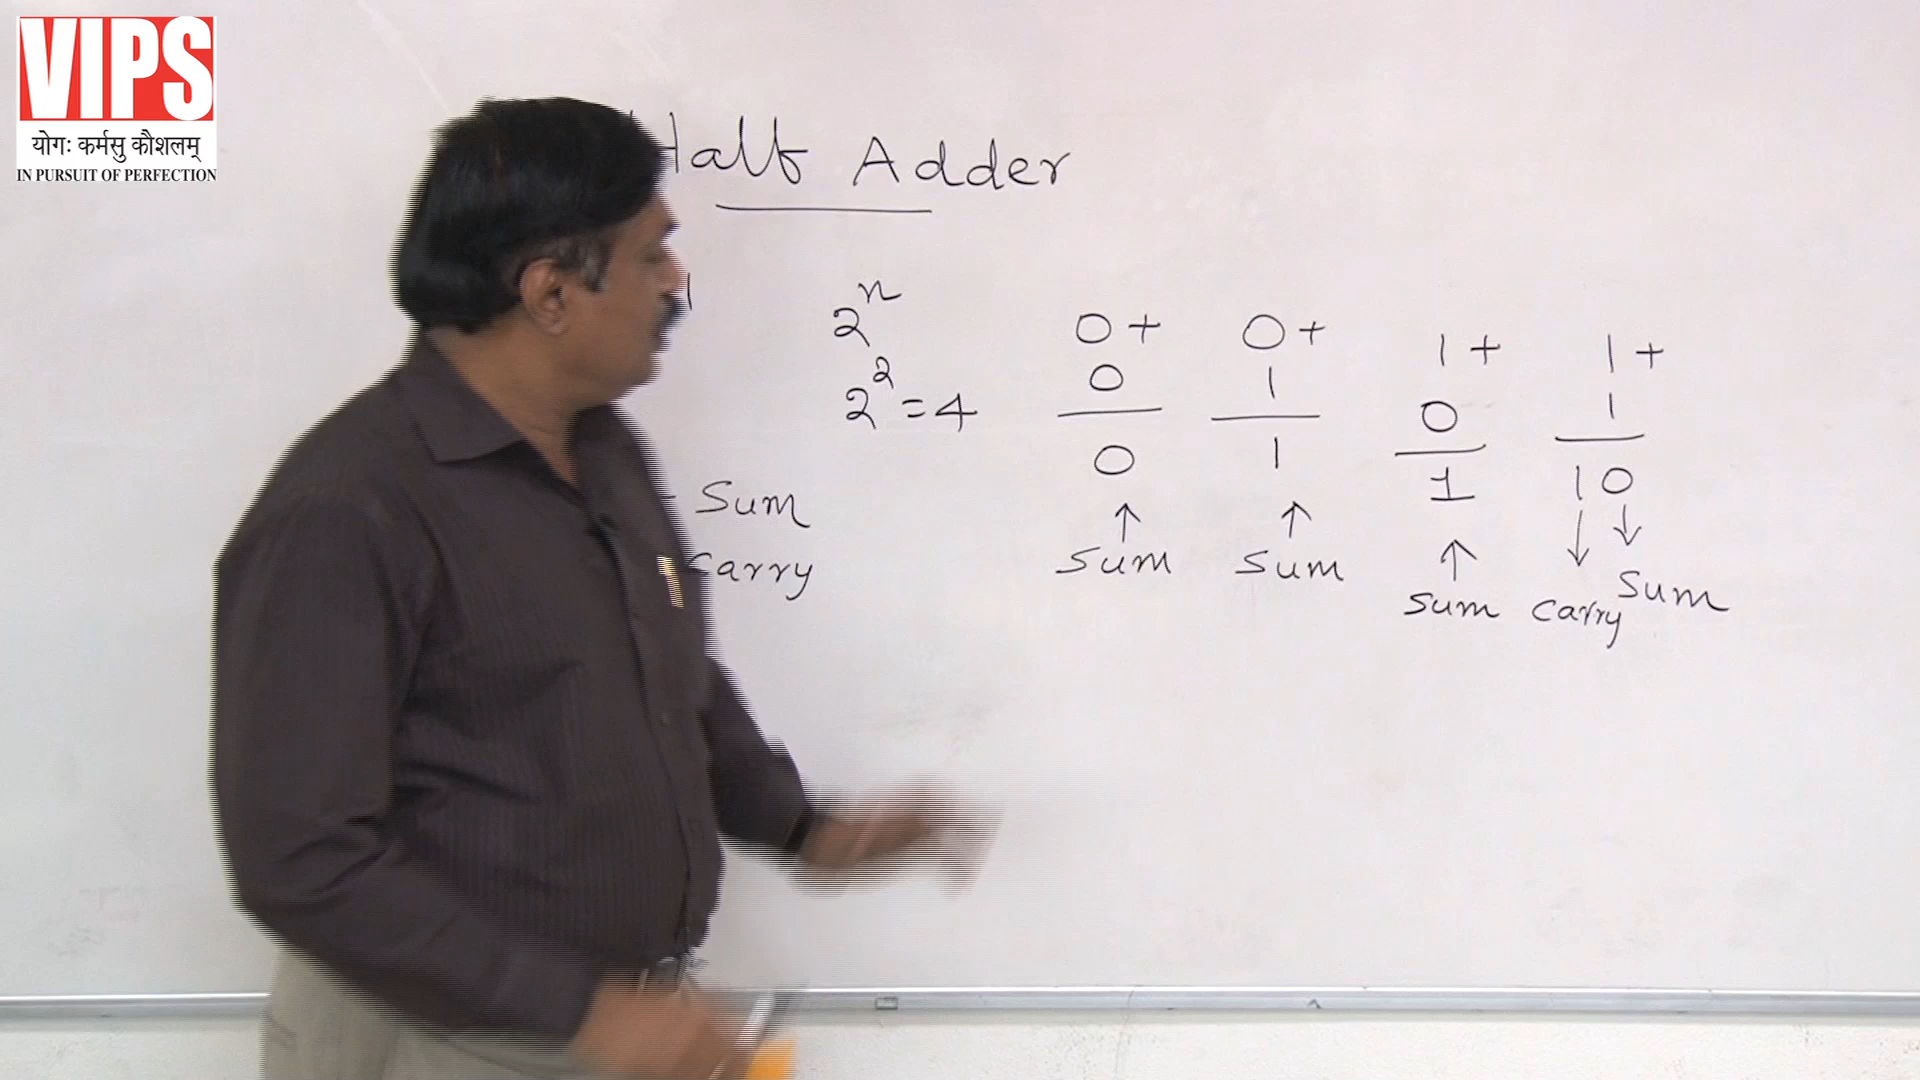 VIPS
योगः कर्मसु कौशलम्
IN PURSUIT OF PERFECTION
Half Adder
2^n
2^2 = 4
Sum
Carry
0 +
0
0
↑
Sum
0 +
1
1
↑
Sum
1 +
0
1
↑
Sum
1 +
1
10
↓ ↓
Carry Sum